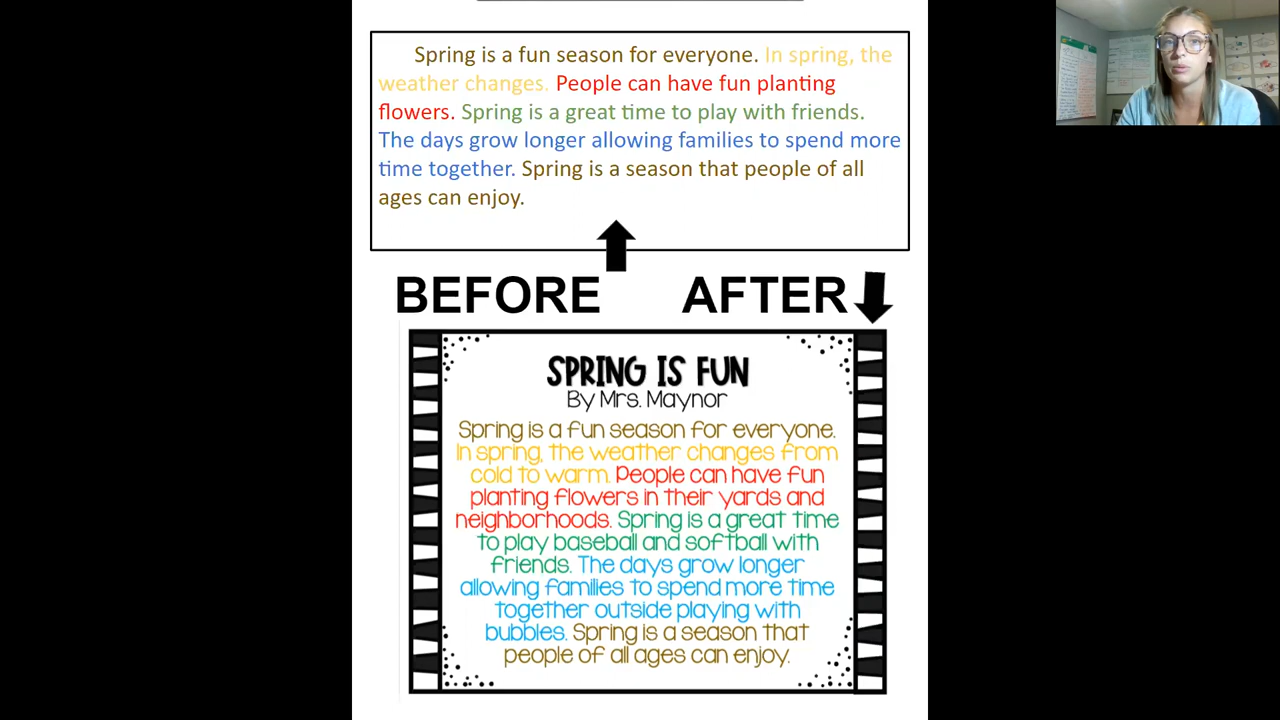 Spring is a fun season for everyone. In spring, the
weather changes. People can have fun planting
flowers. Spring is a great time to play with friends.
The days grow longer allowing families to spend more
time together. Spring is a season that people of all
ages can enjoy.
BEFORE AFTER
SPRING IS FUN
By Mrs. Maynor
Spring is a fun season for everyone.
In spring, the weather changes from
cold to warm. People can have fun
planting flowers in their yards and
neighborhoods. Spring is a great time
to play baseball and softball with
friends. The days grow longer
allowing families to spend more time
together outside playing with
bubbles. Spring is a season that
people of all ages can enjoy.